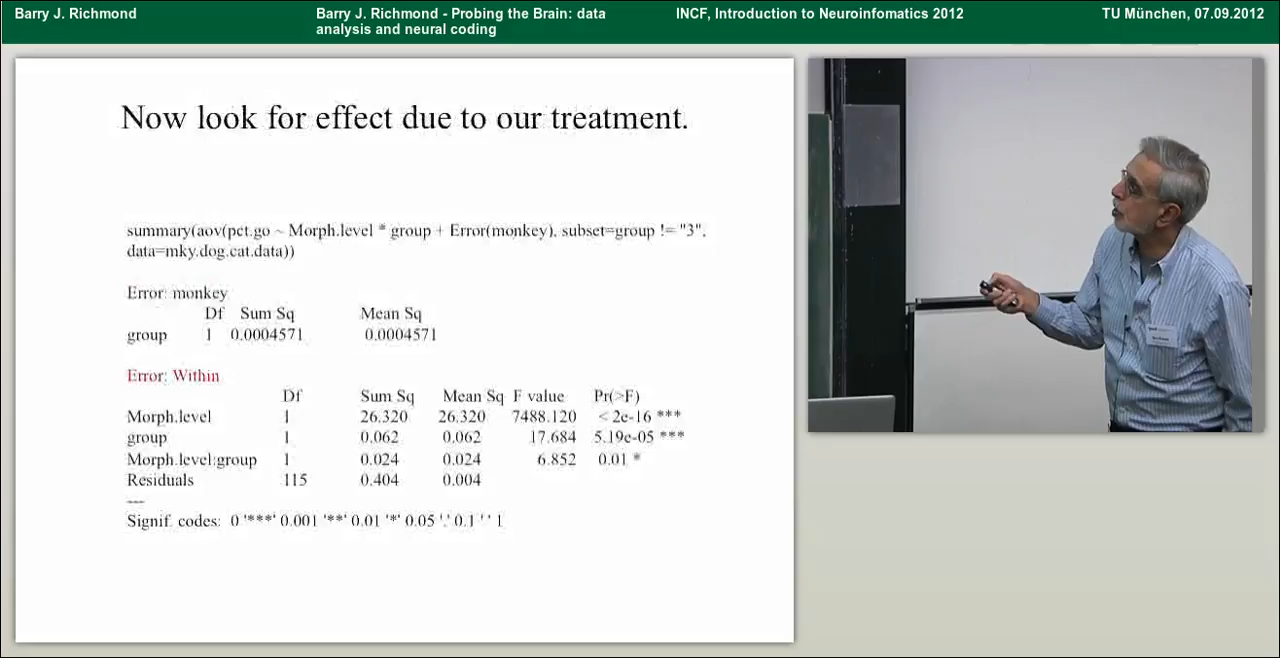 Barry J. Richmond
Barry J. Richmond - Probing the Brain: data
analysis and neural coding
INCF, Introduction to Neuroinfomatics 2012
TU München, 07.09.2012
Now look for effect due to our treatment.
summary(aov(pct.go ~ Morph.level * group + Error(monkey), subset=group != "3",
data=mky.dog.cat.data))
Error: monkey
Df Sum Sq Mean Sq
group 1 0.0004571 0.0004571
Error: Within
Df Sum Sq Mean Sq F value Pr(>F)
Morph.level 1 26.320 26.320 7488.120 < 2e-16 ***
group 1 0.062 0.062 17.684 5.19e-05 ***
Morph.level:group 1 0.024 0.024 6.852 0.01 *
Residuals 115 0.404 0.004
---
Signif. codes: 0 '***' 0.001 '**' 0.01 '*' 0.05 '.' 0.1 ' ' 1